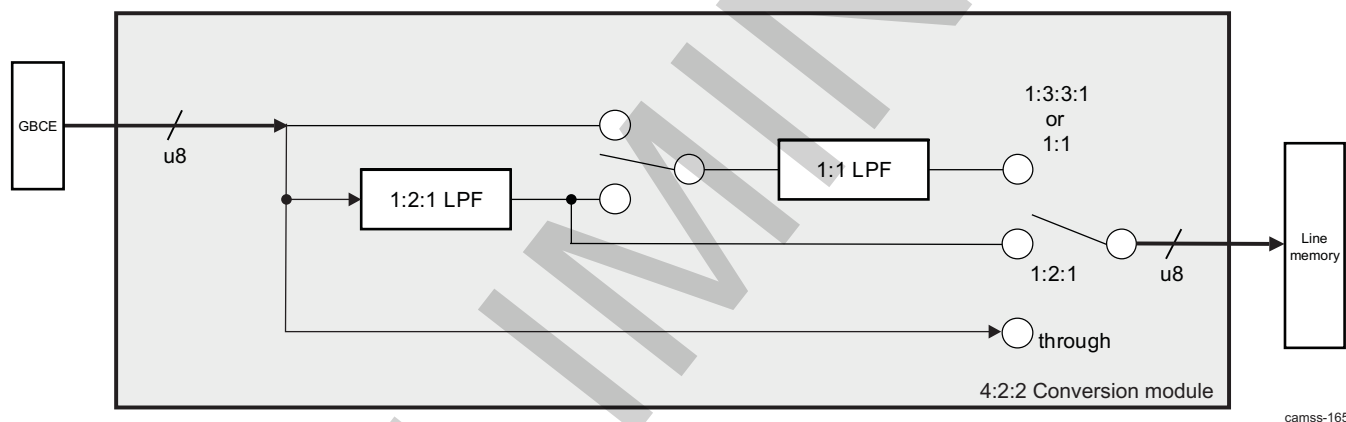 GBCE
u8
1:2:1 LPF
1:1 LPF
1:3:3:1
or
1:1
1:2:1
u8
through
Line
memory
4:2:2 Conversion module
camss-165